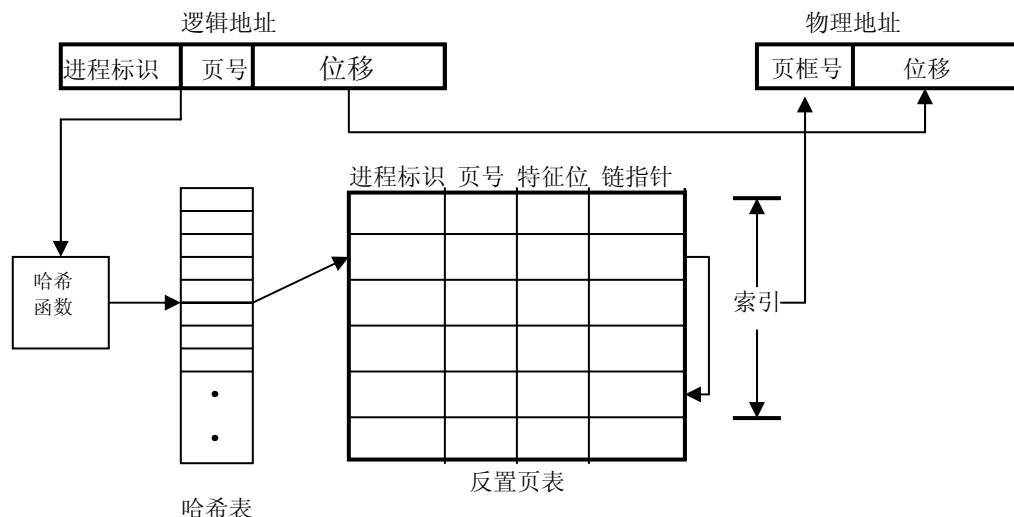 逻辑地址
物理地址
进程标识 页号 位移
页框号 位移
进程标识 页号 特征位 链指针
哈希
函数
索引
反置页表
哈希表